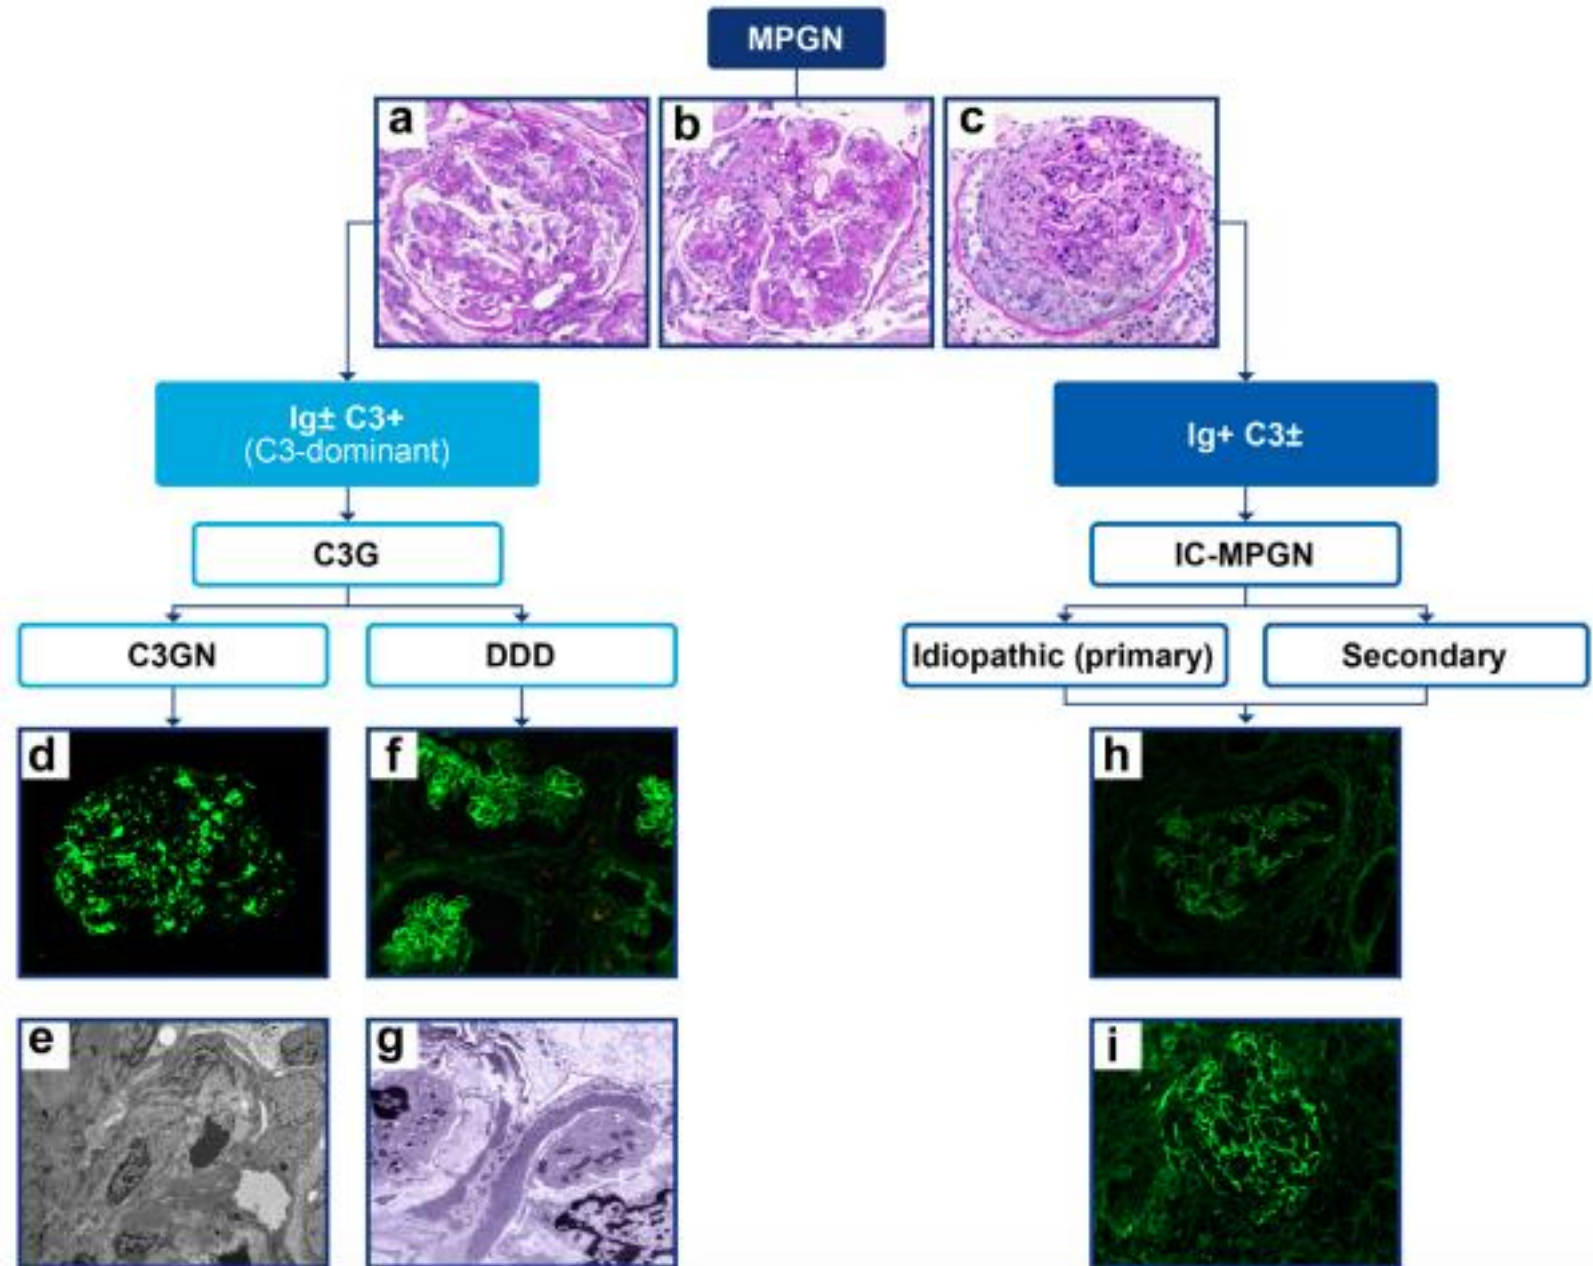 MPGN
a
b
c
Ig± C3+
(C3-dominant)
Ig+ C3±
C3G
IC-MPGN
C3GN
DDD
Idiopathic (primary)
Secondary
d
f
h
e
g
i